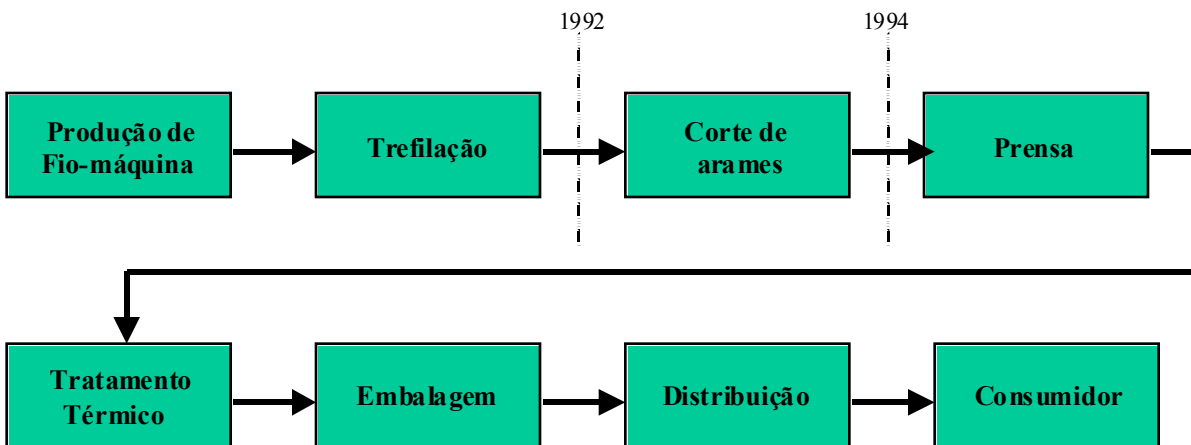 1992
1994
Produção de
Fio-máquina
Trefilação
Corte de
arames
Prensa
Tratamento
Térmico
Embalagem
Distribuição
Consumidor